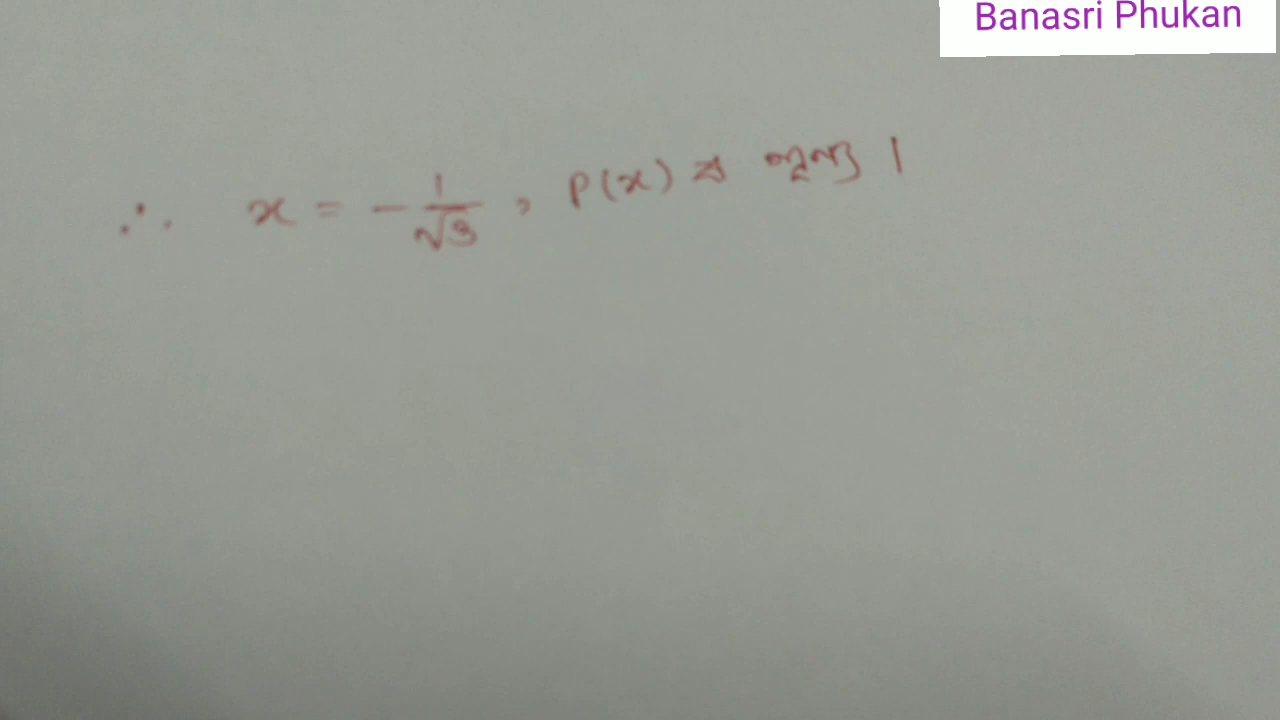 Banasri Phukan
∴ x = - 1/√3 , P(x) ৰ শূন্য ।